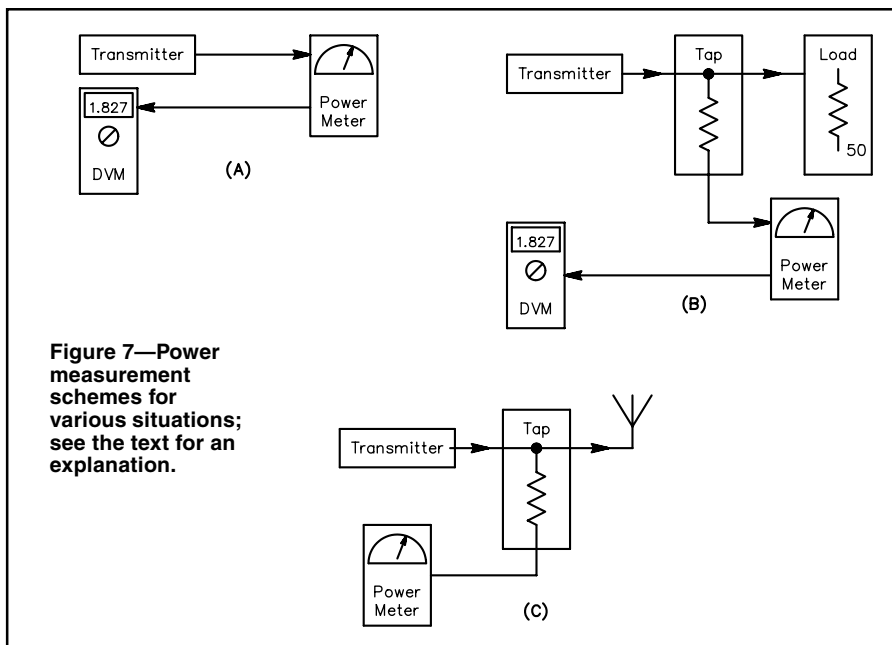 Transmitter
Power
Meter
1.827
DVM
(A)
Transmitter
Tap
Load
50
1.827
DVM
Power
Meter
(B)
Figure 7—Power
measurement
schemes for
various situations;
see the text for an
explanation.
Transmitter
Tap
Power
Meter
(C)